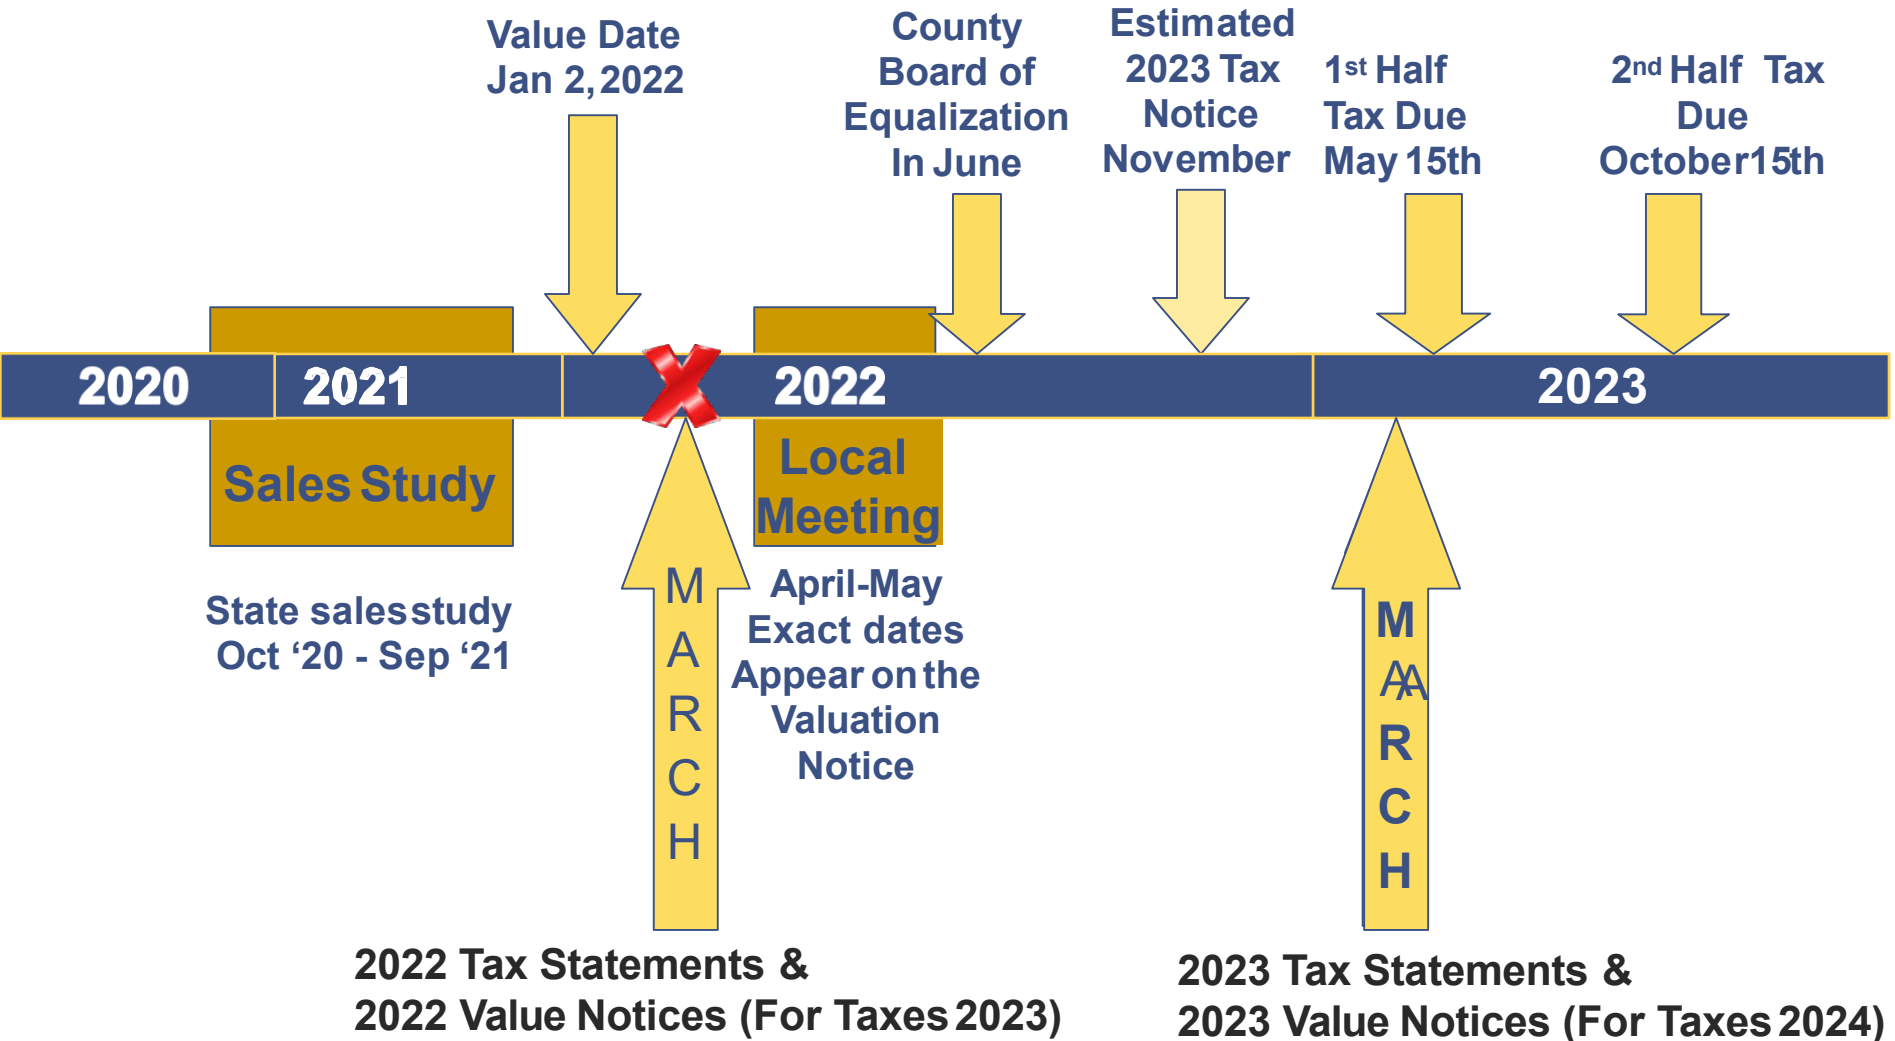 Value Date
Jan 2, 2022
County
Board of
Equalization
In June
Estimated
2023 Tax
Notice
November
1st Half
Tax Due
May 15th
2nd Half Tax
Due
October15th
2020
2021
2022
2023
Sales Study
Local
Meeting
State sales study
Oct ‘20 - Sep ‘21
April-May
Exact dates
Appear on the
Valuation
Notice
M
A
R
C
H
M
AA
R
C
H
2022 Tax Statements &
2022 Value Notices (For Taxes 2023)
2023 Tax Statements &
2023 Value Notices (For Taxes 2024)